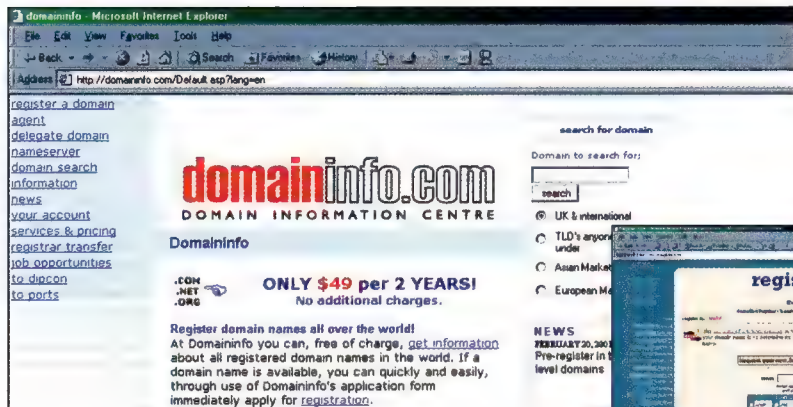 domaininfo - Microsoft Internet Explorer
File Edit View Favorites Tools Help
Back Search Favorites History
Address http://domaininfo.com/Default.asp?lang=en
register a domain
agent
delegate domain
nameserver
domain search
information
news
your account
services & pricing
registrar transfer
job opportunities
to dipcon
to ports
domaininfo.com
DOMAIN INFORMATION CENTRE
Domaininfo
.COM
.NET
.ORG
ONLY $49 per 2 YEARS!
No additional charges.
Register domain names all over the world!
At Domaininfo you can, free of charge, get information
about all registered domain names in the world. If a
domain name is available, you can quickly and easily,
through use of Domaininfo's application form
immediately apply for registration.
search for domain
Domain to search for:
search
UK & international
TLD's anyon
under
Asian Market
European Ma
NEWS
FEBRUARY 20, 2001
Pre-register in t
level domains
regis